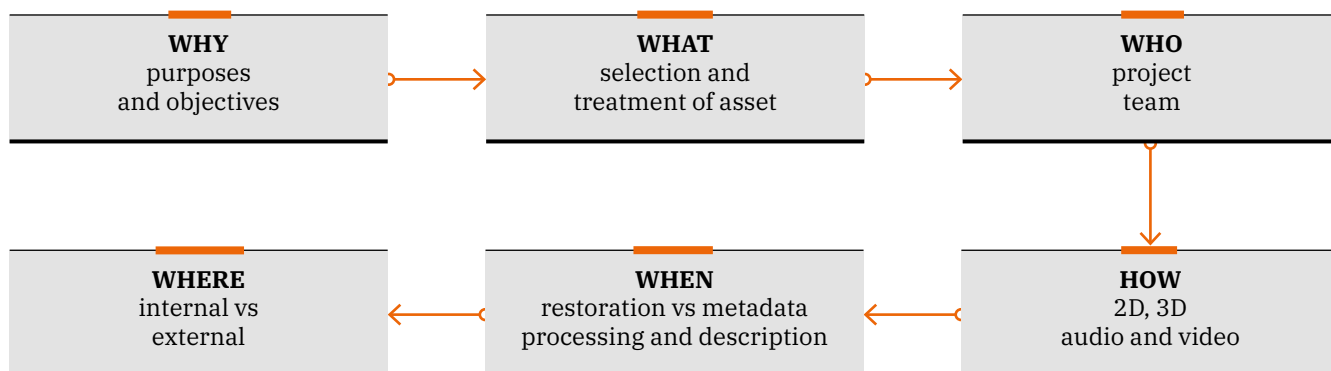 WHY
purposes
and objectives
WHAT
selection and
treatment of asset
WHO
project
team
HOW
2D, 3D
audio and video
WHEN
restoration vs metadata
processing and description
WHERE
internal vs
external